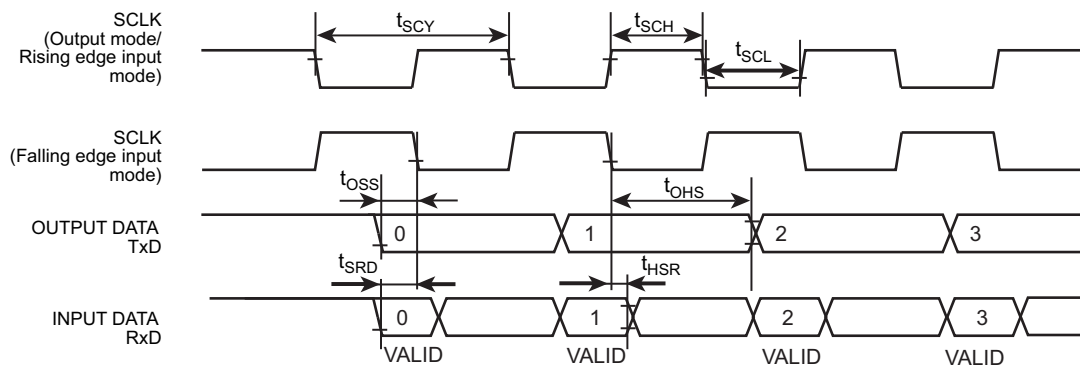 SCLK
(Output mode/
Rising edge input
mode)
tSCY
tSCH
tSCL
SCLK
(Falling edge input
mode)
tOSS
tOHS
OUTPUT DATA
TxD
0
1
2
3
tSRD
tHSR
INPUT DATA
RxD
0
1
2
3
VALID
VALID
VALID
VALID